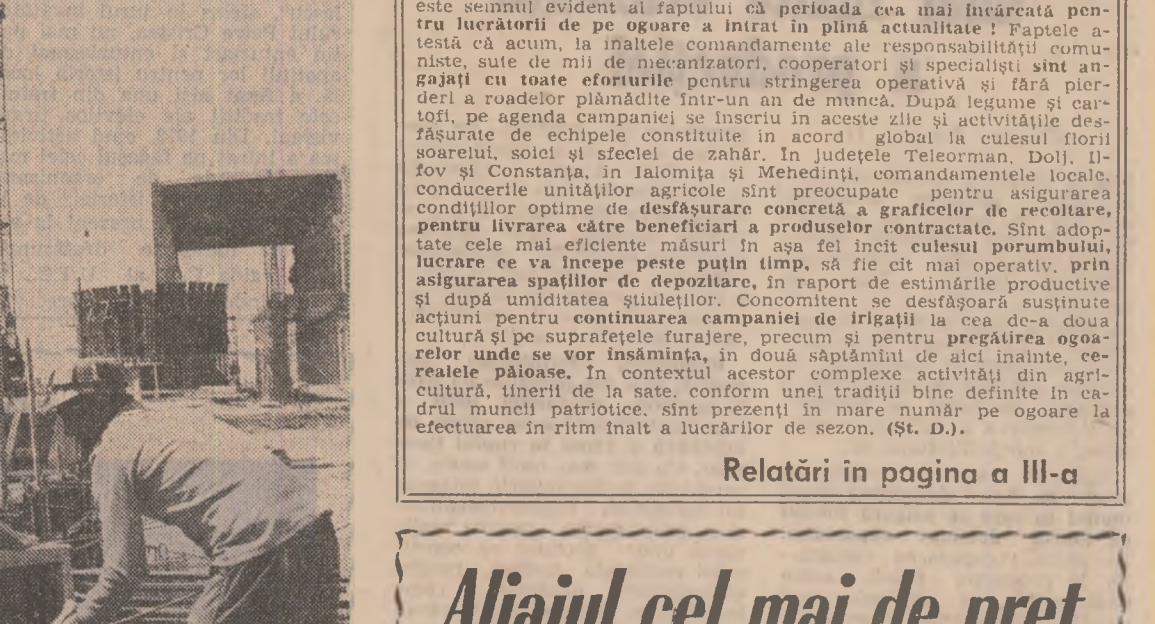 este semnul evident al faptului că perioada cea mai încărcată pen-
tru lucrătorii de pe ogoare a intrat în plină actualitate ! Faptele a-
testă că acum, la înaltele comandamente ale responsabilității comu-
niste, sute de mii de mecanizatori, cooperatori și specialiști sînt an-
gajați cu toate eforturile pentru strîngerea operativă și fără pier-
deri a roadelor plămădite într-un an de muncă. După legume și car-
tofi, pe agenda campaniei se înscriu în aceste zile și activitățile des-
fășurate de echipele constituite în acord global la culesul florii
soarelui, soiei și sfeclei de zahăr. In județele Teleorman, Dolj, Il-
fov și Constanța, în Ialomița și Mehedinți, comandamentele locale,
conducerile unităților agricole sînt preocupate pentru asigurarea
condițiilor optime de desfășurare concretă a graficelor de recoltare,
pentru livrarea către beneficiari a produselor contractate. Sînt adop-
tate cele mai eficiente măsuri în așa fel încît culesul porumbului,
lucrare ce va începe peste puțin timp, să fie cît mai operativ, prin
asigurarea spațiilor de depozitare, în raport de estimările productive
și după umiditatea știuleților. Concomitent se desfășoară susținute
acțiuni pentru continuarea campaniei de irigații la cea de-a doua
cultură și pe suprafețele furajere, precum și pentru pregătirea ogoa-
relor unde se vor însămînța, în două săptămîni de aici înainte, ce-
realele păioase. În contextul acestor complexe activități din agri-
cultură, tinerii de la sate, conform unei tradiții bine definite în ca-
drul muncii patriotice, sînt prezenți în mare număr pe ogoare la
efectuarea în ritm înalt a lucrărilor de sezon. (Șt. D.).
Relatări în pagina a III-a
Aliajul cel mai de preț